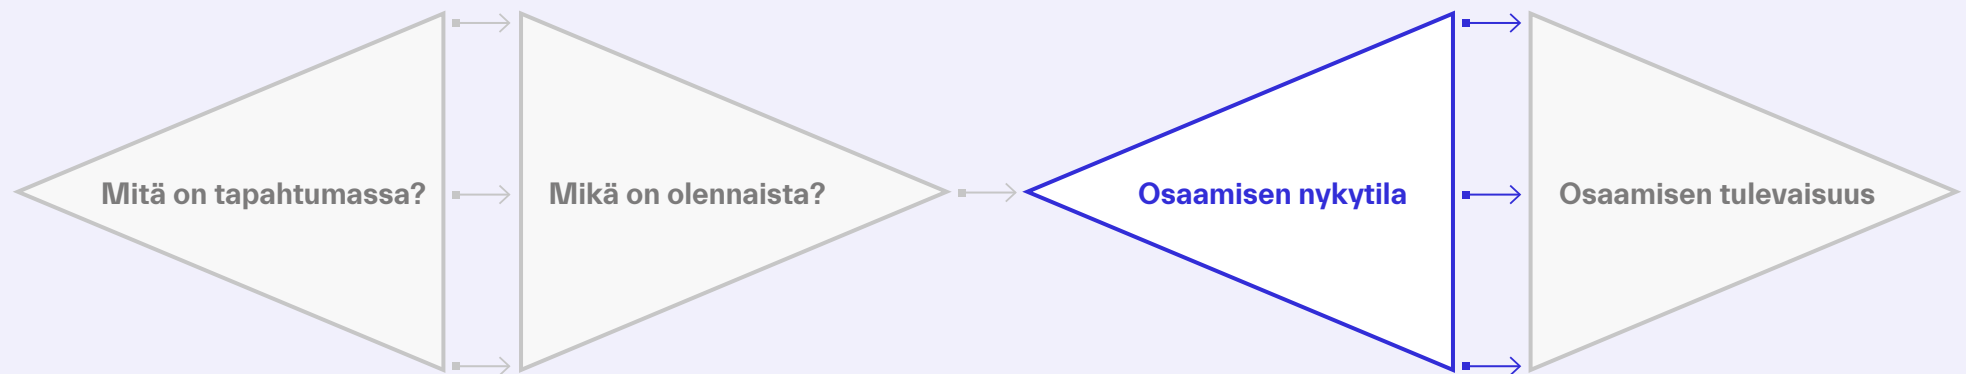 Mitä on tapahtumassa?
Mikä on olennaista?
Osaamisen nykytila
Osaamisen tulevaisuus